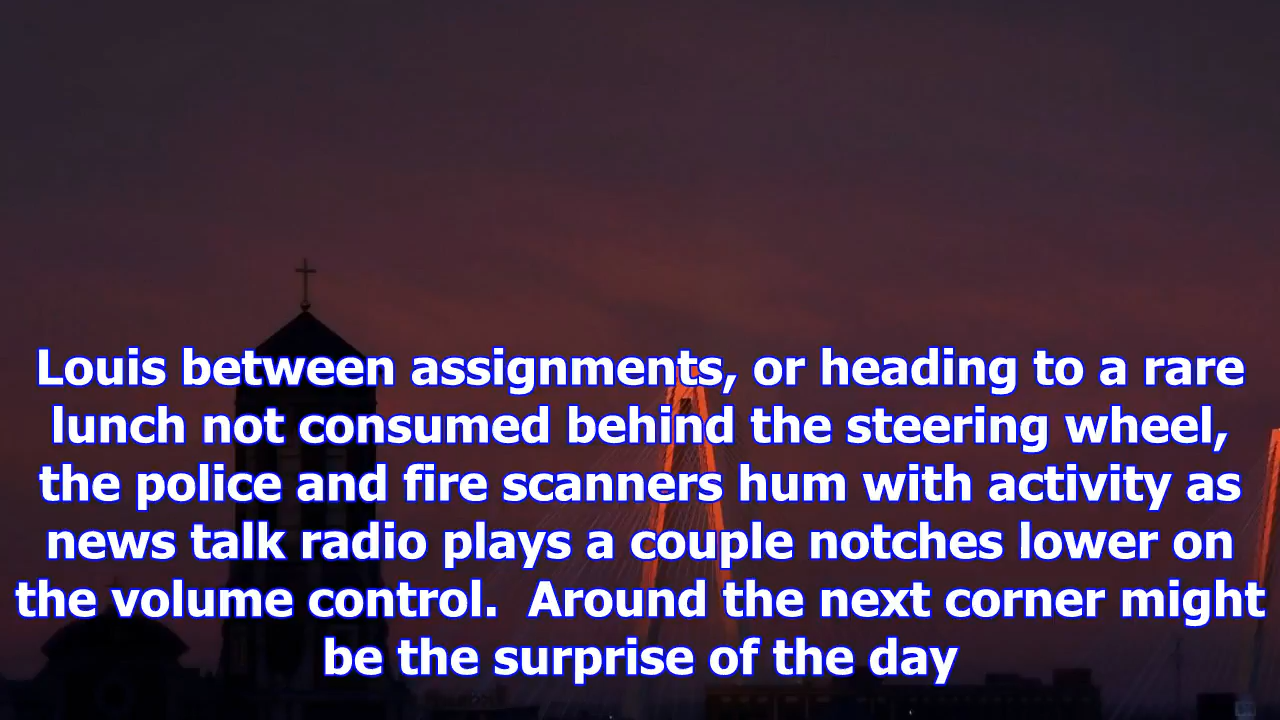 Louis between assignments, or heading to a rare
lunch not consumed behind the steering wheel,
the police and fire scanners hum with activity as
news talk radio plays a couple notches lower on
the volume control.  Around the next corner might
be the surprise of the day